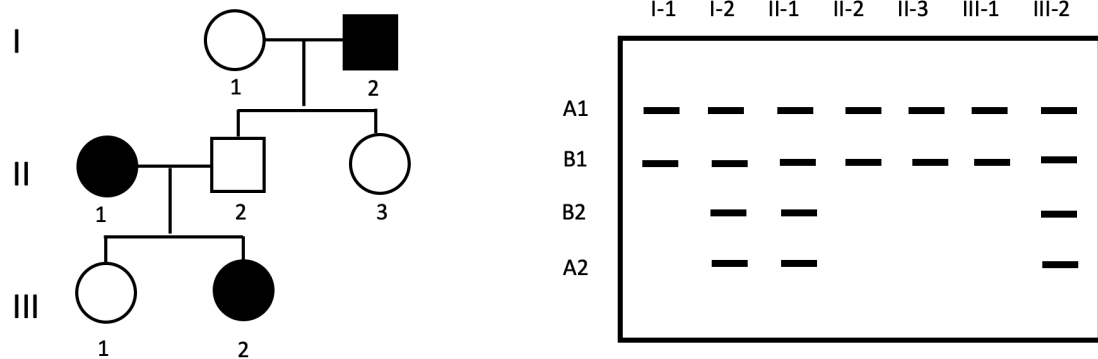 I
1 2
II
1 2 3
III
1 2
I-1 I-2 II-1 II-2 II-3 III-1 III-2
A1
B1
B2
A2